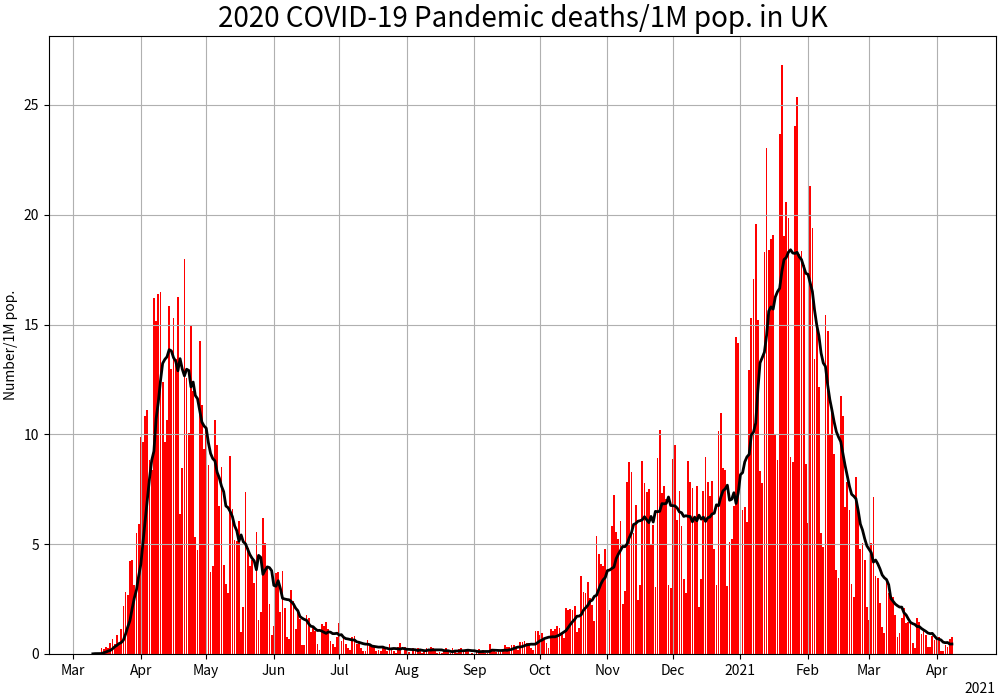 2020 COVID-19 Pandemic deaths/1M pop. in UK
Number/1M pop.
25
20
15
10
5
0
Mar Apr May Jun Jul Aug Sep Oct Nov Dec 2021 Feb Mar Apr
2021